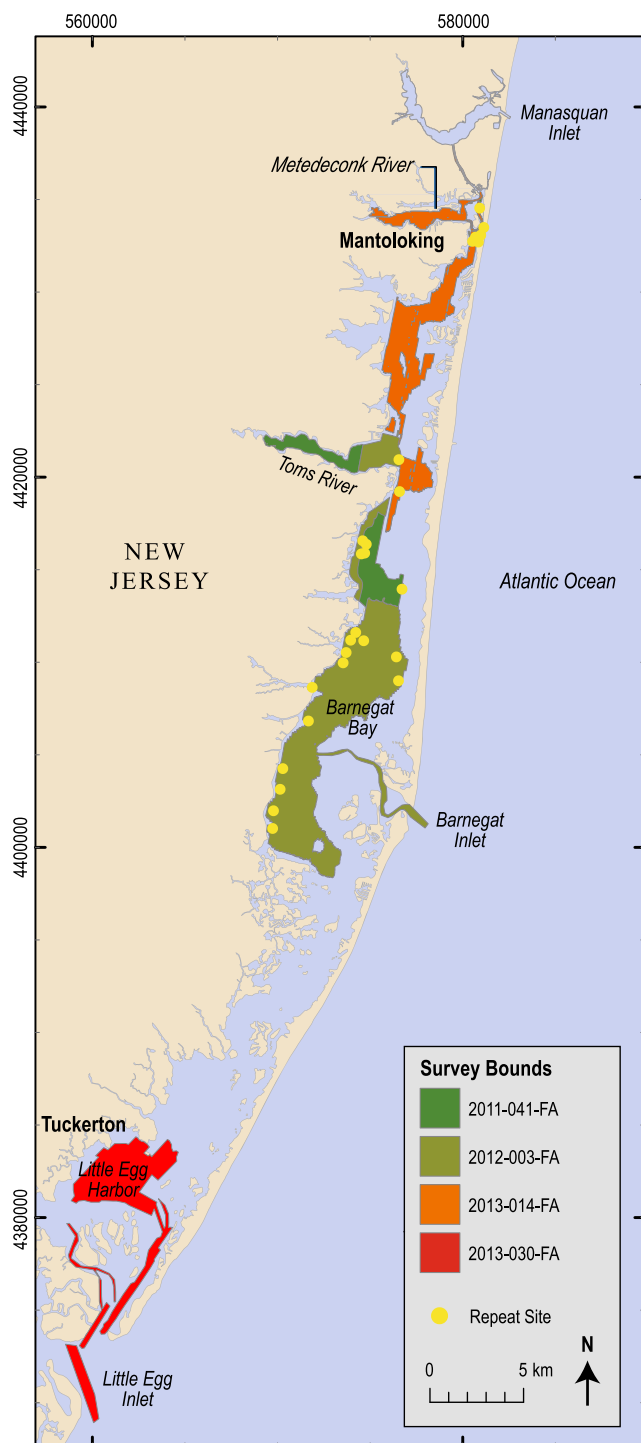 560000
580000
4440000
Manasquan
Inlet
Metedeconk River
Mantoloking
Toms River
4420000
NEW
JERSEY
Atlantic Ocean
Barnegat
Bay
Barnegat
Inlet
4400000
Tuckerton
Little Egg
Harbor
4380000
Little Egg
Inlet
Survey Bounds
2011-041-FA
2012-003-FA
2013-014-FA
2013-030-FA
Repeat Site
N
0 5 km